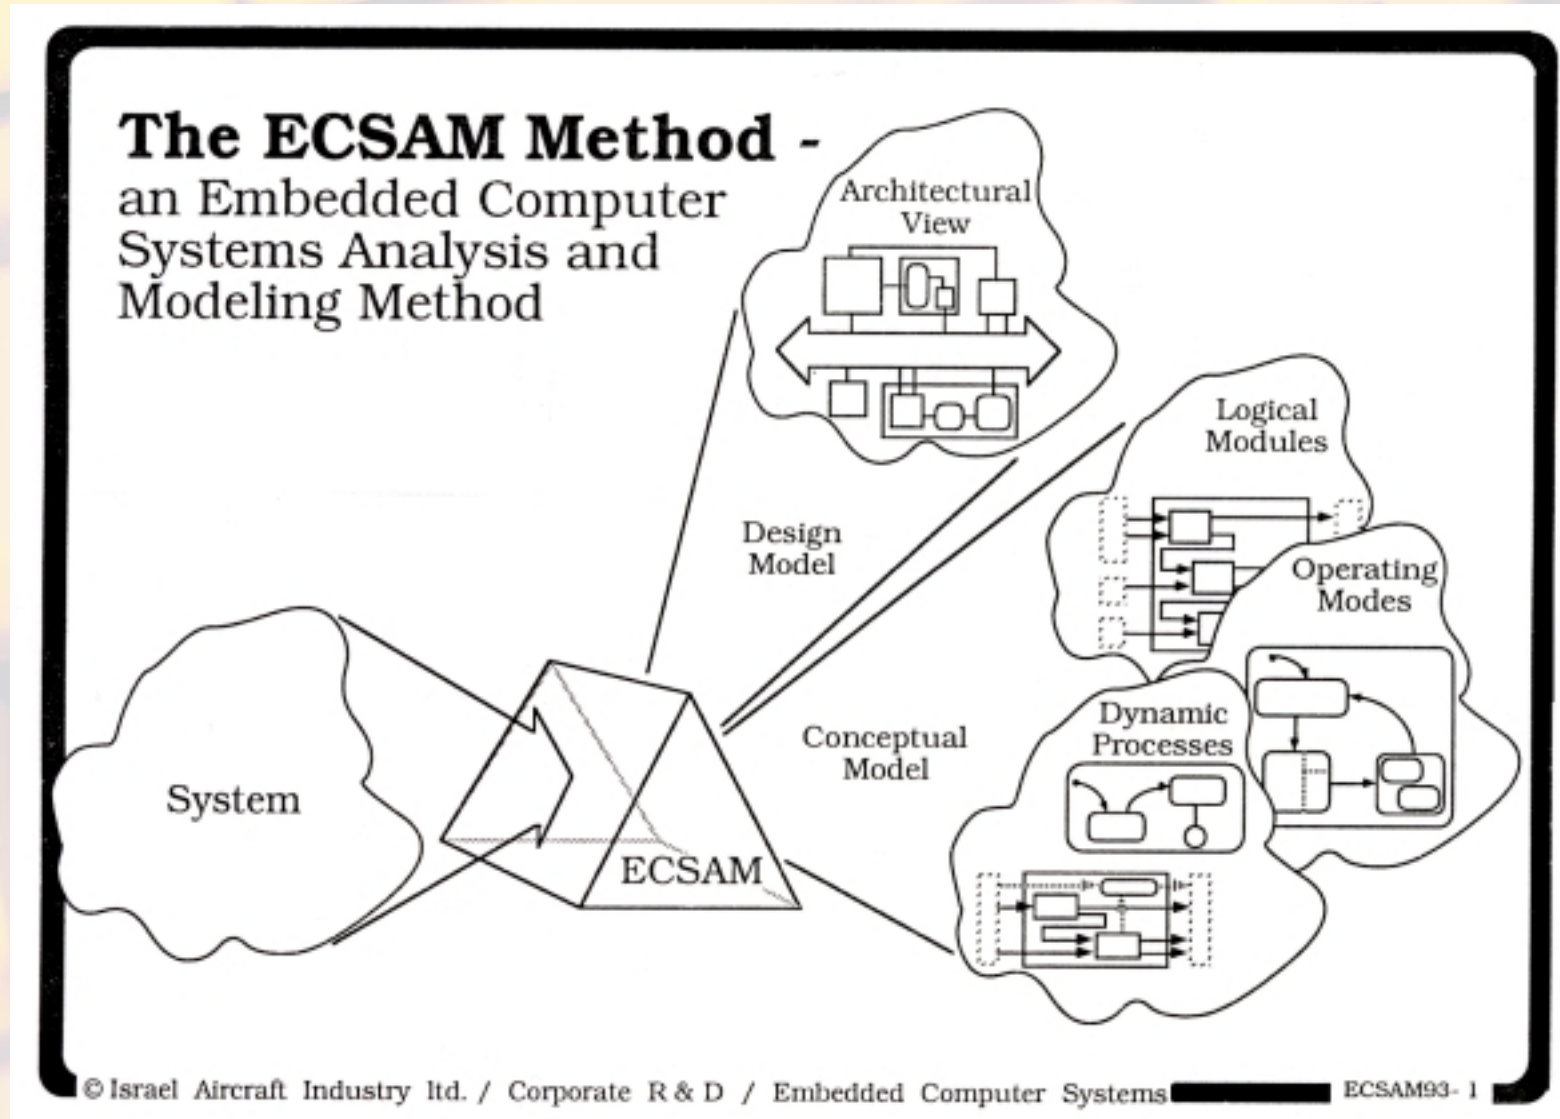 The ECSAM Method -
an Embedded Computer
Systems Analysis and
Modeling Method
Architectural
View
Logical
Modules
Design
Model
Operating
Modes
Dynamic
Processes
Conceptual
Model
System
ECSAM
© Israel Aircraft Industry ltd. / Corporate R & D / Embedded Computer Systems
ECSAM93- 1